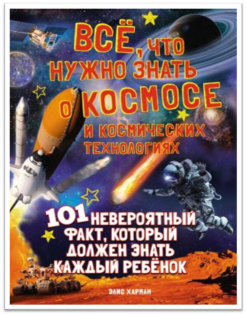 ВСЁ, ЧТО
НУЖНО ЗНАТЬ
О КОСМОСЕ
И КОСМИЧЕСКИХ
ТЕХНОЛОГИЯХ
101 НЕВЕРОЯТНЫЙ
ФАКТ, КОТОРЫЙ
ДОЛЖЕН ЗНАТЬ
КАЖДЫЙ РЕБЁНОК
ЭЛИС ХАРМАН